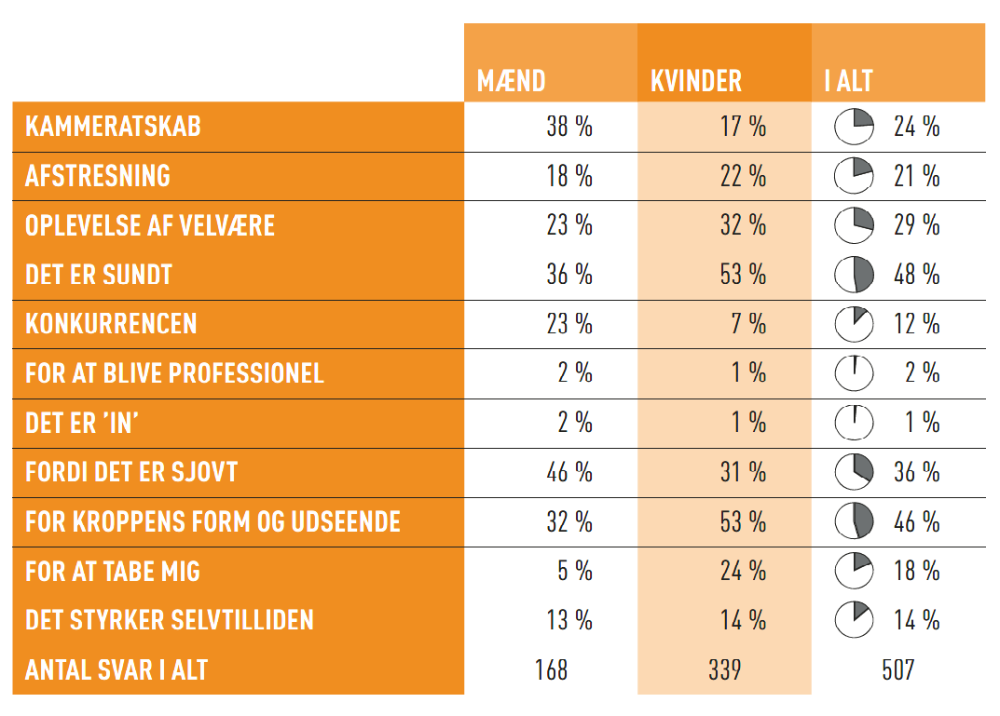 MÆND KVINDER I ALT
KAMMERATSKAB 38 % 17 % 24 %
AFSTRESNING 18 % 22 % 21 %
OPLEVELSE AF VELVÆRE 23 % 32 % 29 %
DET ER SUNDT 36 % 53 % 48 %
KONKURRENCEN 23 % 7 % 12 %
FOR AT BLIVE PROFESSIONEL 2 % 1 % 2 %
DET ER ’IN’ 2 % 1 % 1 %
FORDI DET ER SJOVT 46 % 31 % 36 %
FOR KROPPENS FORM OG UDSEENDE 32 % 53 % 46 %
FOR AT TABE MIG 5 % 24 % 18 %
DET STYRKER SELVTILLIDEN 13 % 14 % 14 %
ANTAL SVAR I ALT 168 339 507